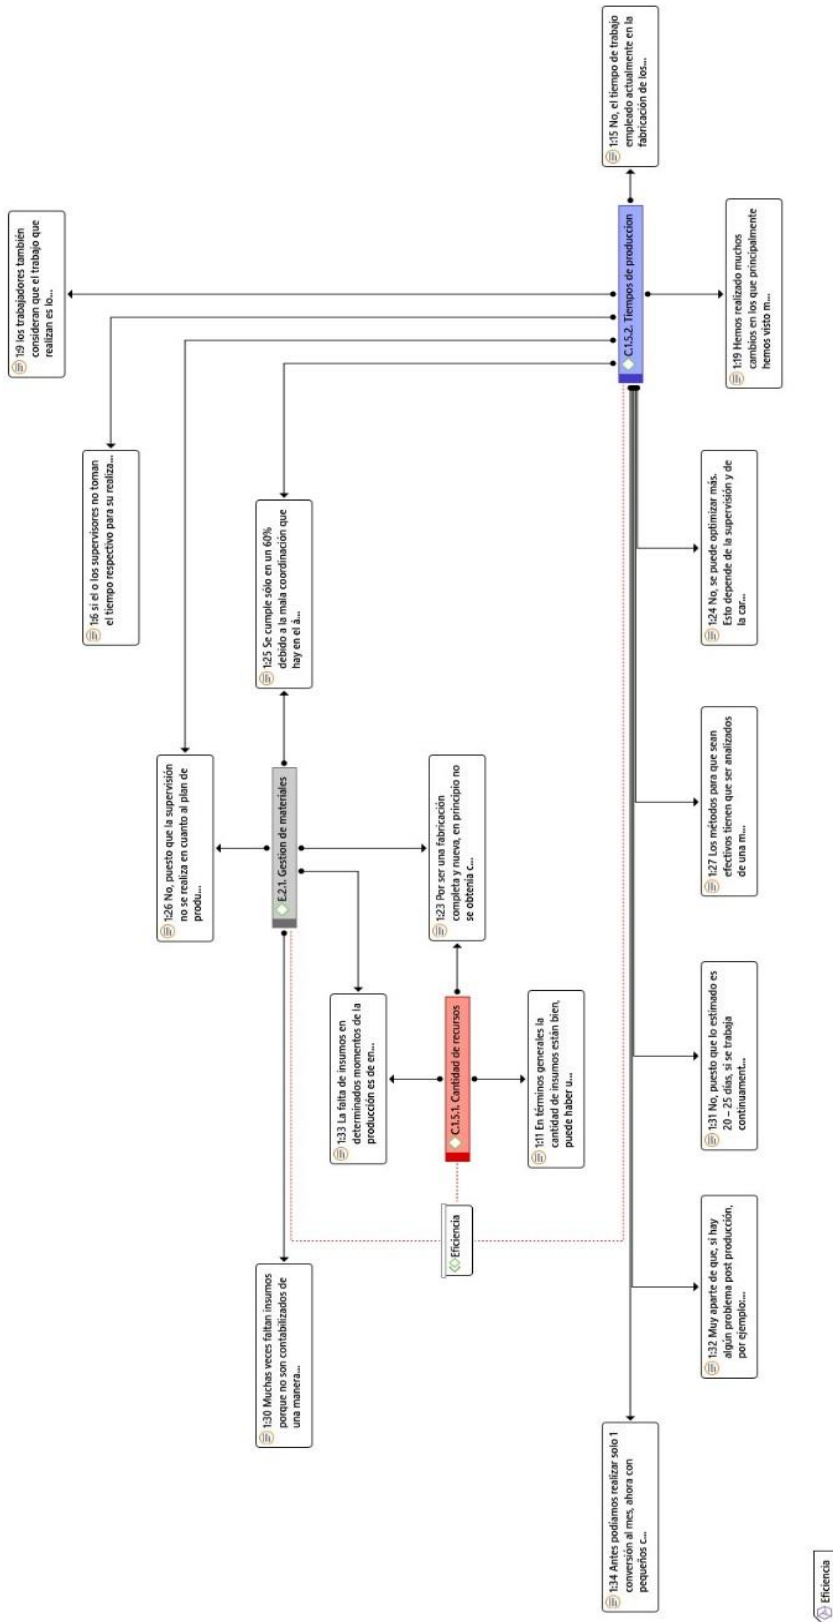 1:9 los trabajadores también
consideran que el trabajo que
realizan es lo...
1:6 si el o los supervisores no toman
el tiempo respectivo para su realiza...
1:26 No, puesto que la supervisión
no se realiza en cuanto al plan de
produ...
1:25 Se cumple sólo en un 60%
debido a la mala coordinación que
hay en el á...
1:30 Muchas veces faltan insumos
porque no son contabilizados de
una manera...
E.2.1. Gestion de materiales
1:33 La falta de insumos en
determinados momentos de la
producción es de en...
1:23 Por ser una fabricación
completa y nueva, en principio no
se obtenía c...
Eficiencia
C.1.5.1. Cantidad de recursos
1:11 En términos generales la
cantidad de insumos están bien,
puede haber u...
1:34 Antes podíamos realizar solo 1
conversión al mes, ahora con
pequeños c...
C.1.5.2. Tiempos de produccion
1:15 No, el tiempo de trabajo
empleado actualmente en la
fabricación de los...
1:32 Muy aparte de que, si hay
algún problema post producción,
por ejemplo:...
1:31 No, puesto que lo estimado es
20 – 25 días, si se trabaja
continuament...
1:27 Los métodos para que sean
efectivos tienen que ser analizados
de una m...
1:24 No, se puede optimizar más.
Esto depende de la supervisión y de
la car...
1:19 Hemos realizado muchos
cambios en los que principalmente
hemos visto m...
Eficiencia